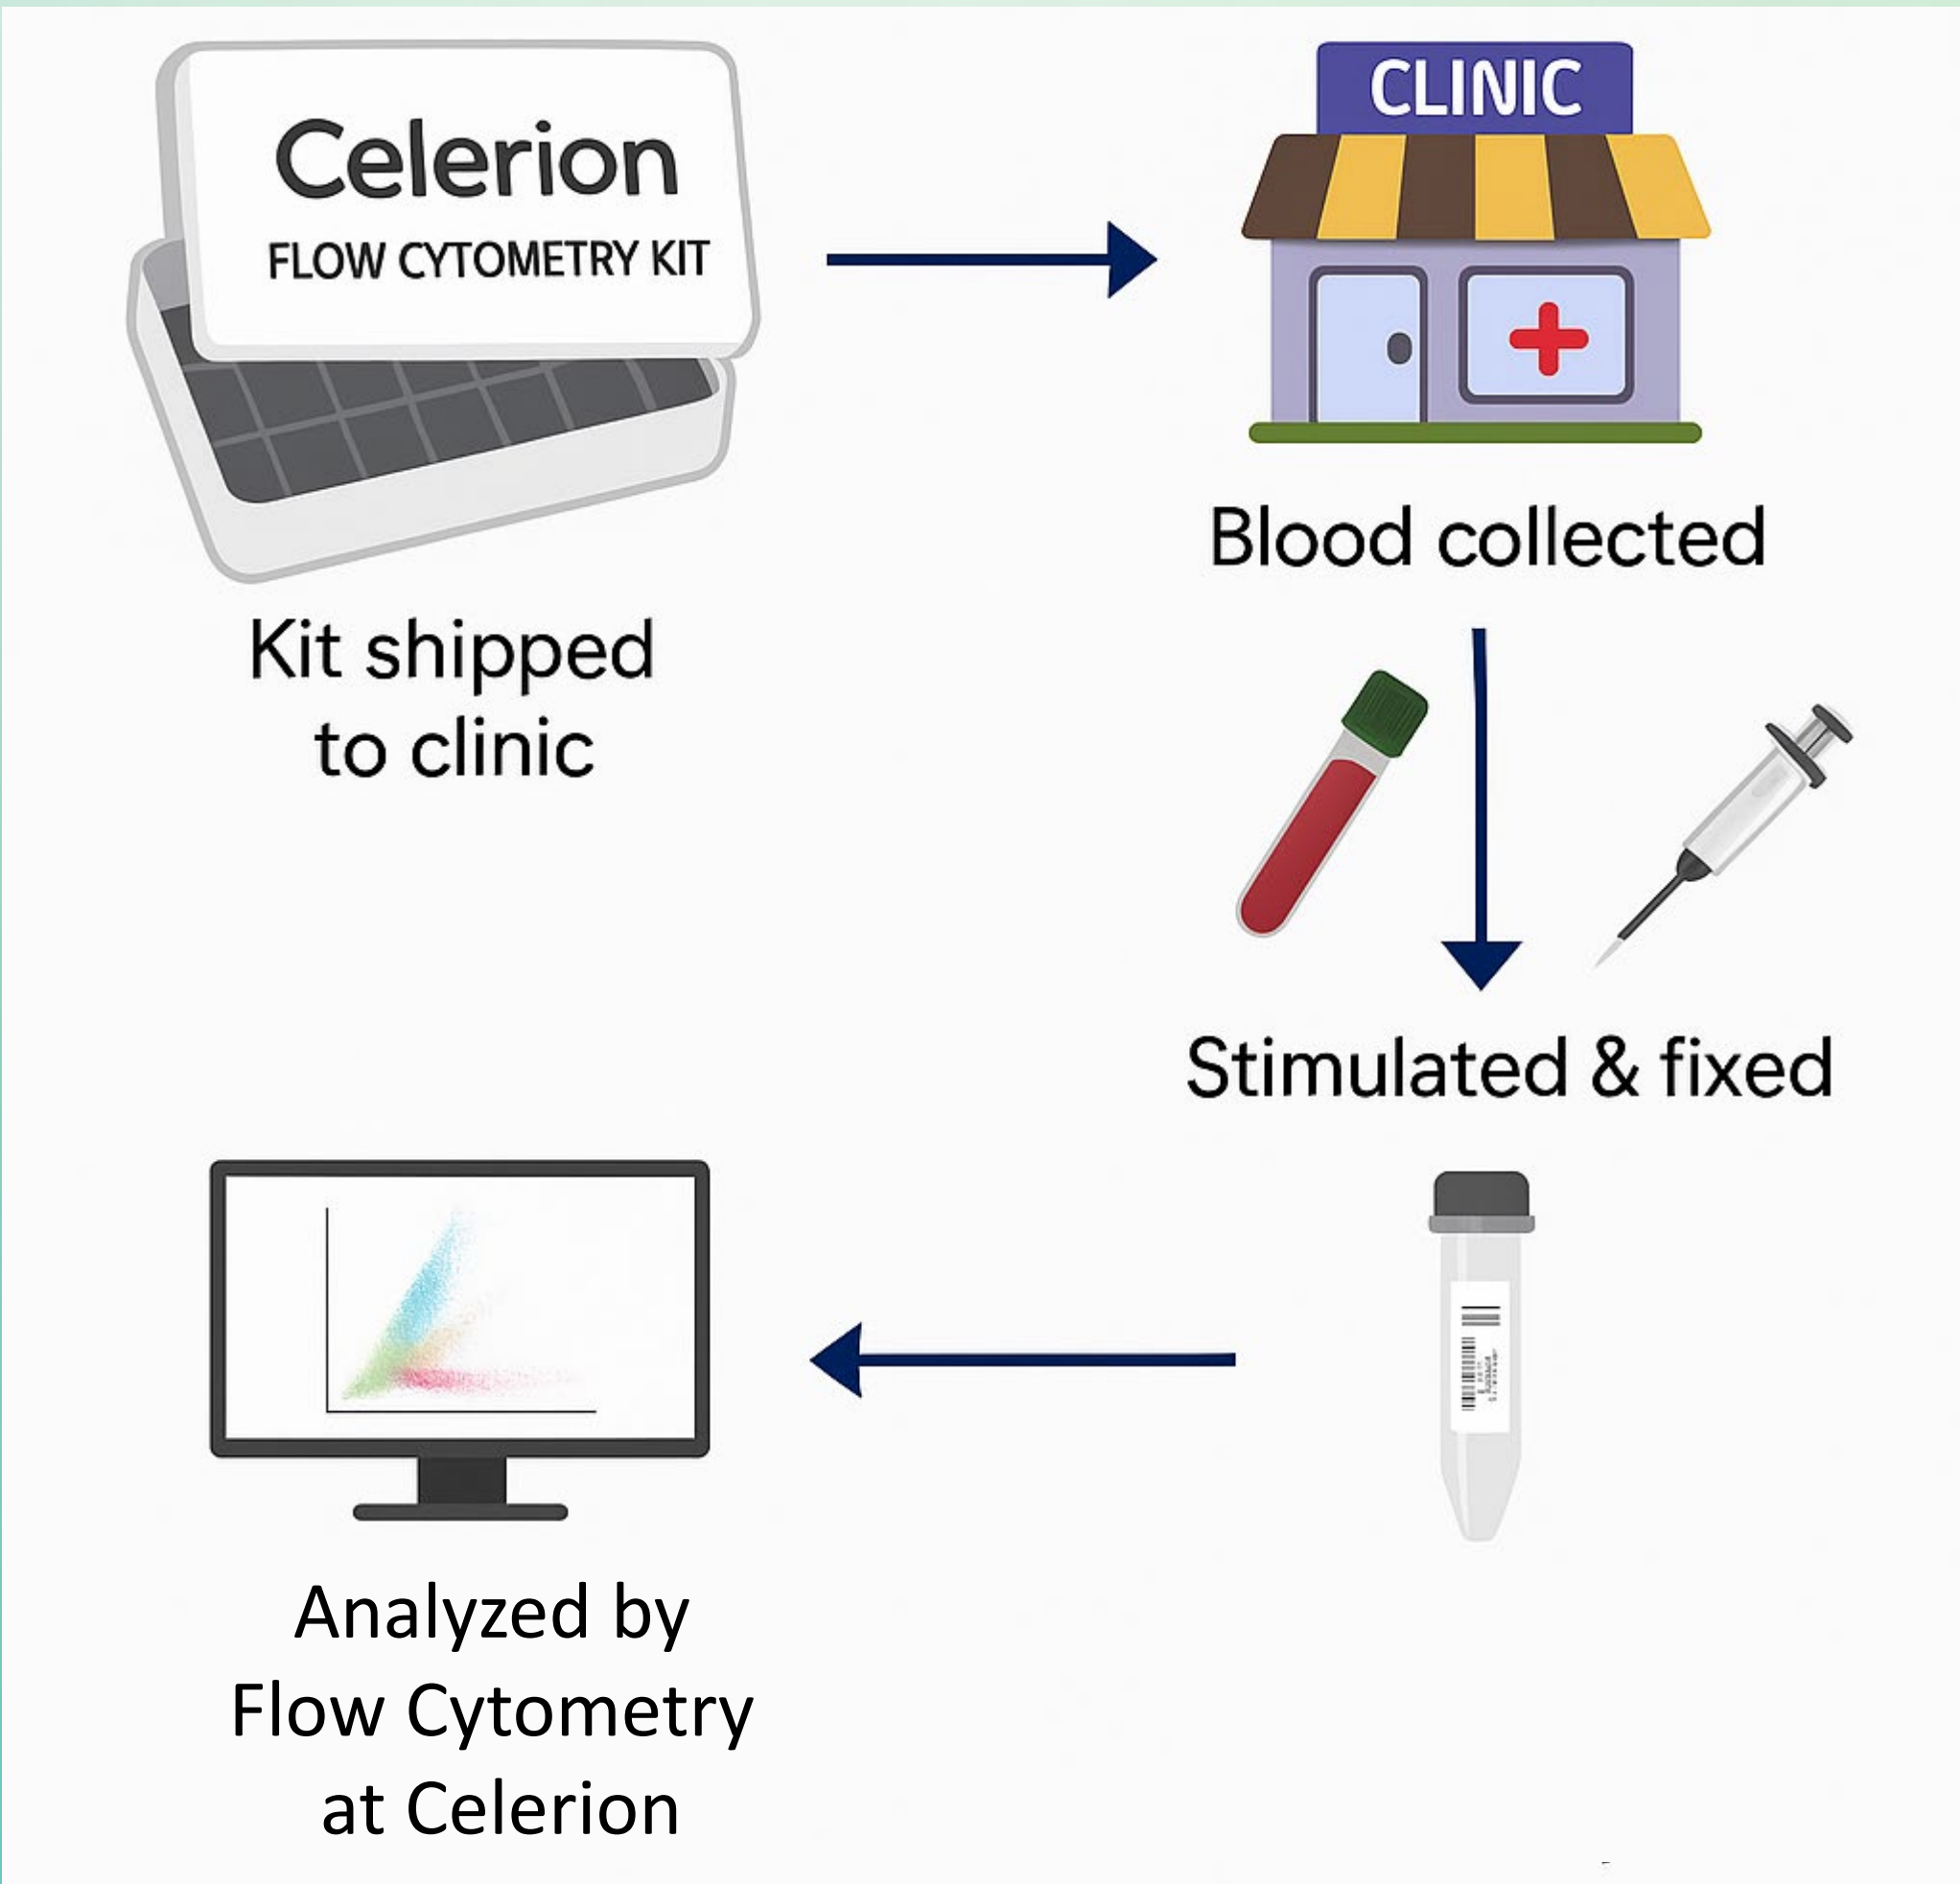 Celerion
FLOW CYTOMETRY KIT
Kit shipped
to clinic
CLINIC
Blood collected
Stimulated & fixed
Analyzed by
Flow Cytometry
at Celerion